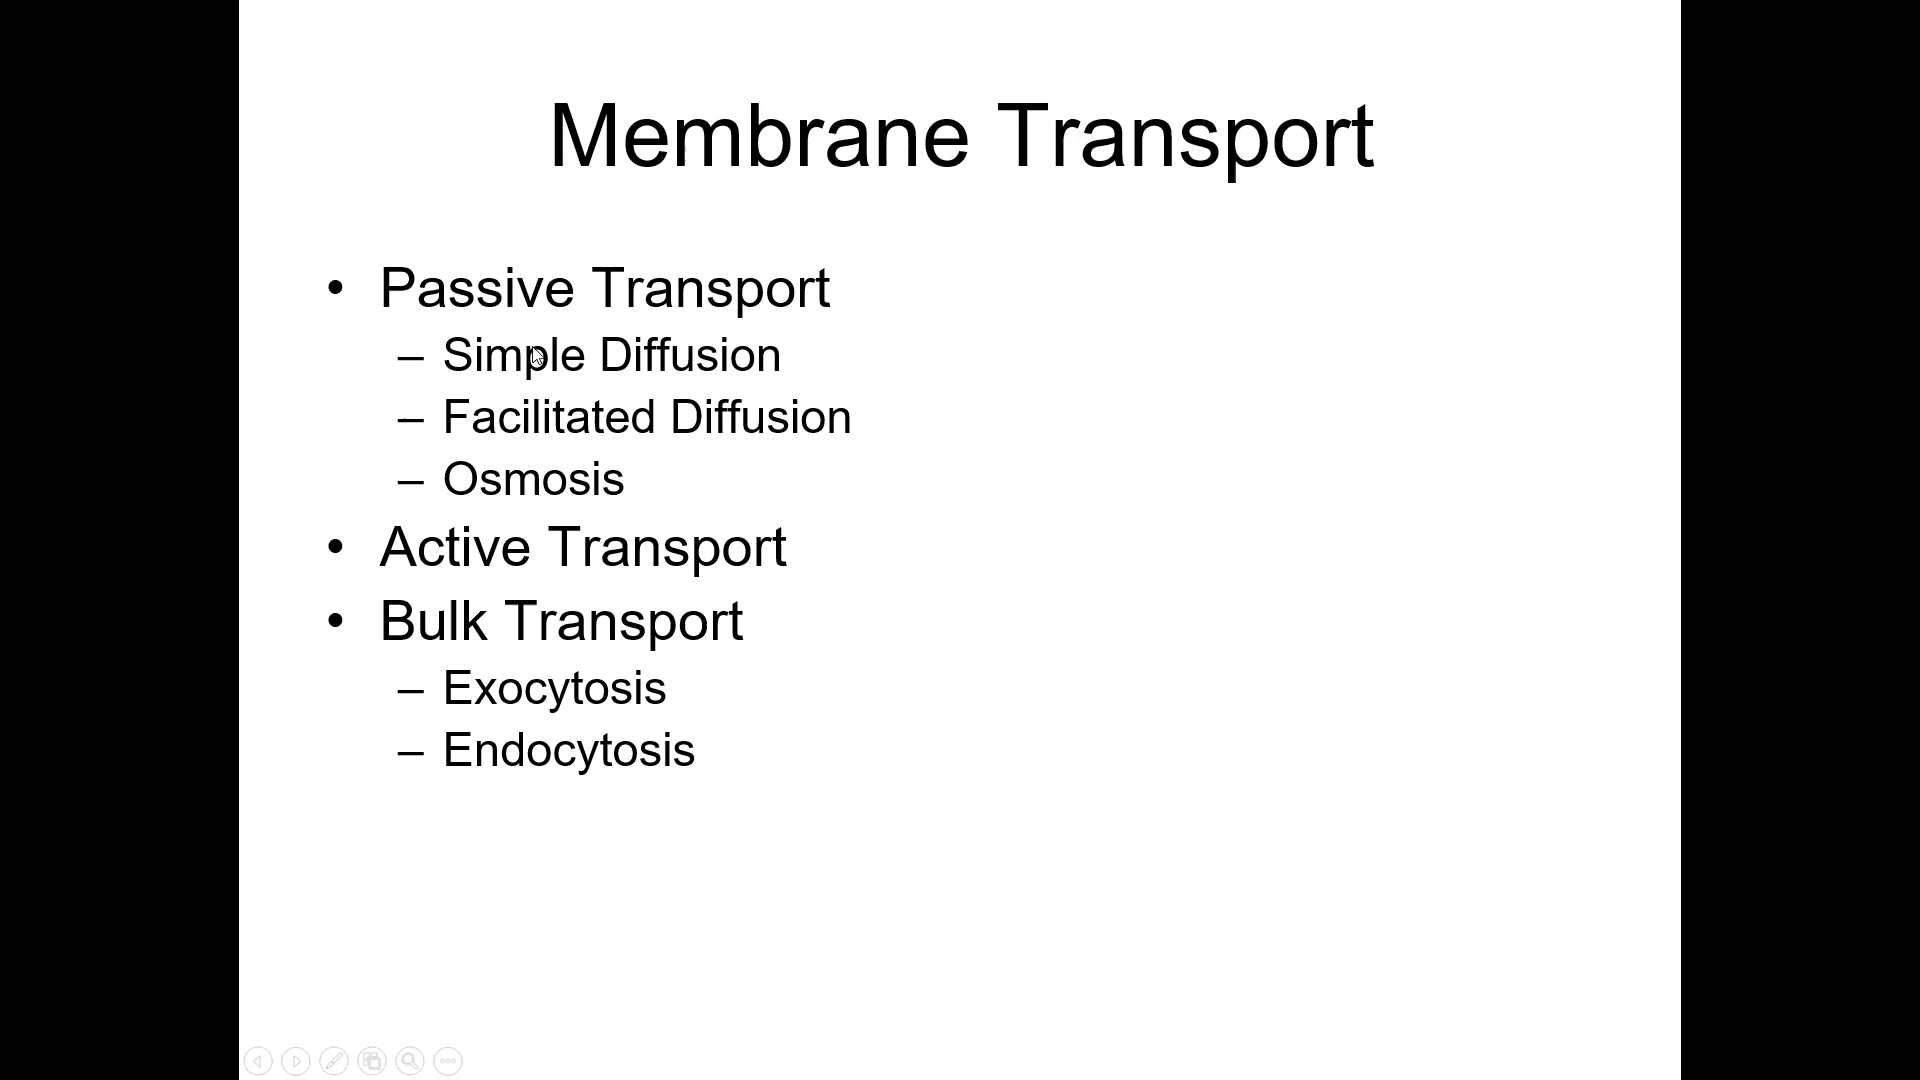 Membrane Transport
• Passive Transport
– Simple Diffusion
– Facilitated Diffusion
– Osmosis
• Active Transport
• Bulk Transport
– Exocytosis
– Endocytosis